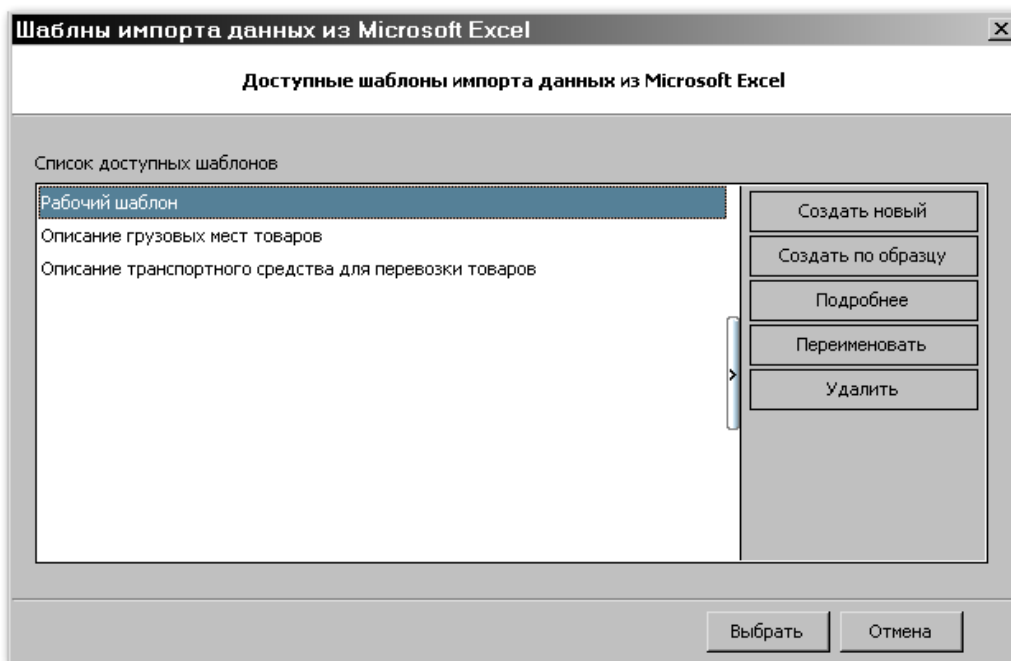 Шаблны импорта данных из Microsoft Excel
Доступные шаблоны импорта данных из Microsoft Excel
Список доступных шаблонов
Рабочий шаблон
Описание грузовых мест товаров
Описание транспортного средства для перевозки товаров
Создать новый
Создать по образцу
Подробнее
Переименовать
Удалить
Выбрать
Отмена